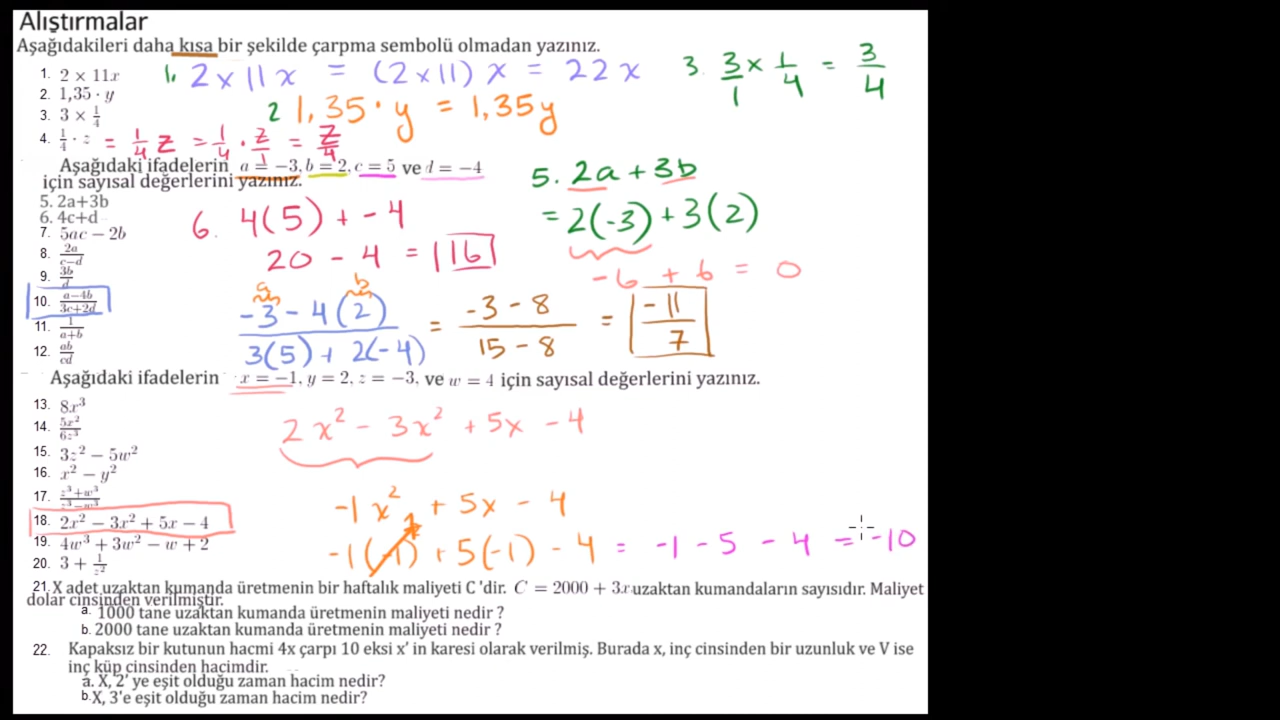 Alıştırmalar
Aşağıdakileri daha kısa bir şekilde çarpma sembolü olmadan yazınız.
1. 2 × 11x
1. 2 × 11 x = (2 × 11) x = 22 x
3. 3/1 × 1/4 = 3/4
2. 1,35 · y
2 1,35 · y = 1,35y
3. 3 × 1/4
4. 1/4 · z = 1/4 z = 1/4 · z/1 = z/4
Aşağıdaki ifadelerin a = −3, b = 2, c = 5 ve d = −4
için sayısal değerlerini yazınız.
5. 2a + 3b
= 2(-3) + 3(2)
-6 + 6 = 0
5. 2a+3b
6. 4c+d
6. 4(5) + -4
20 - 4 = 16
7. 5ac − 2b
8. 2a/c−d
9. 3b/d
10. a−4b/3c+2d
a b
-3 - 4(2)/3(5) + 2(-4) = -3 - 8/15 - 8 = -11/7
11. 1/a+b
12. ab/cd
Aşağıdaki ifadelerin x = −1, y = 2, z = −3, ve w = 4 için sayısal değerlerini yazınız.
13. 8x³
14. 5x²/6z³
2x² - 3x² + 5x - 4
15. 3z² − 5w²
16. x² − y²
17. z³+w³/z³−w³
-1x² + 5x - 4
18. 2x² − 3x² + 5x − 4
19. 4w³ + 3w² − w + 2
-1(-1) + 5(-1) - 4 = -1 - 5 - 4 = -10
20. 3 + 1/z²
21. X adet uzaktan kumanda üretmenin bir haftalık maliyeti C 'dir. C = 2000 + 3x uzaktan kumandaların sayısıdır. Maliyet
dolar cinsinden verilmiştir.
a. 1000 tane uzaktan kumanda üretmenin maliyeti nedir ?
b. 2000 tane uzaktan kumanda üretmenin maliyeti nedir ?
22. Kapaksız bir kutunun hacmi 4x çarpı 10 eksi x' in karesi olarak verilmiş. Burada x, inç cinsinden bir uzunluk ve V ise
inç küp cinsinden hacimdir.
a. X, 2' ye eşit olduğu zaman hacim nedir?
b. X, 3'e eşit olduğu zaman hacim nedir?